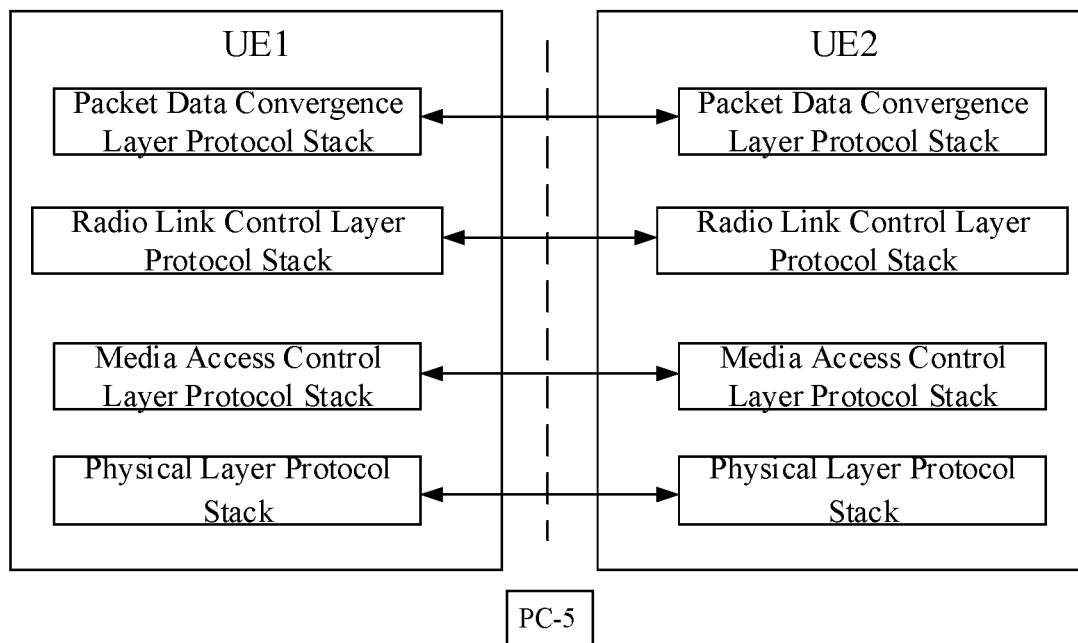 UE1
Packet Data Convergence
Layer Protocol Stack
Radio Link Control Layer
Protocol Stack
Media Access Control
Layer Protocol Stack
Physical Layer Protocol
Stack
UE2
Packet Data Convergence
Layer Protocol Stack
Radio Link Control Layer
Protocol Stack
Media Access Control
Layer Protocol Stack
Physical Layer Protocol
Stack
PC-5